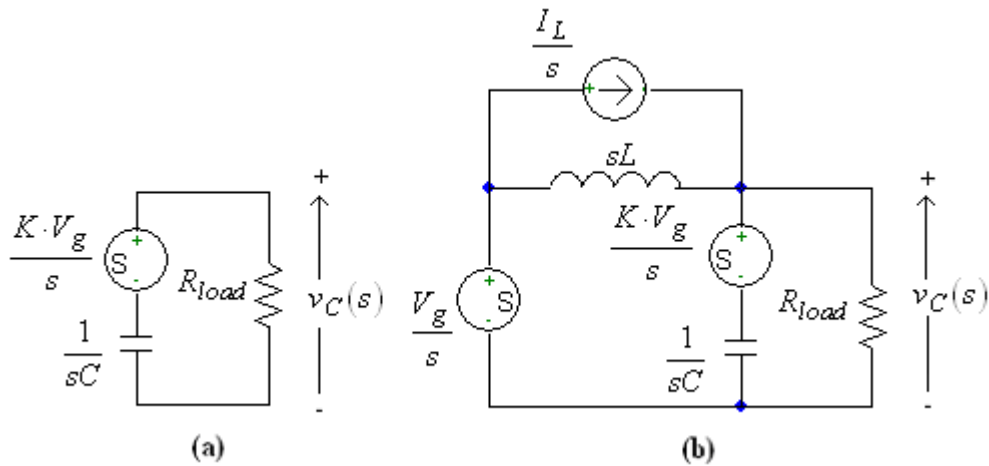 I_L
s
sL
K·V_g
s
S
+
-
R_load
1
sC
+
v_C(s)
-
(a)
V_g
s
S
+
-
K·V_g
s
S
+
-
1
sC
R_load
+
v_C(s)
-
+
-
(b)